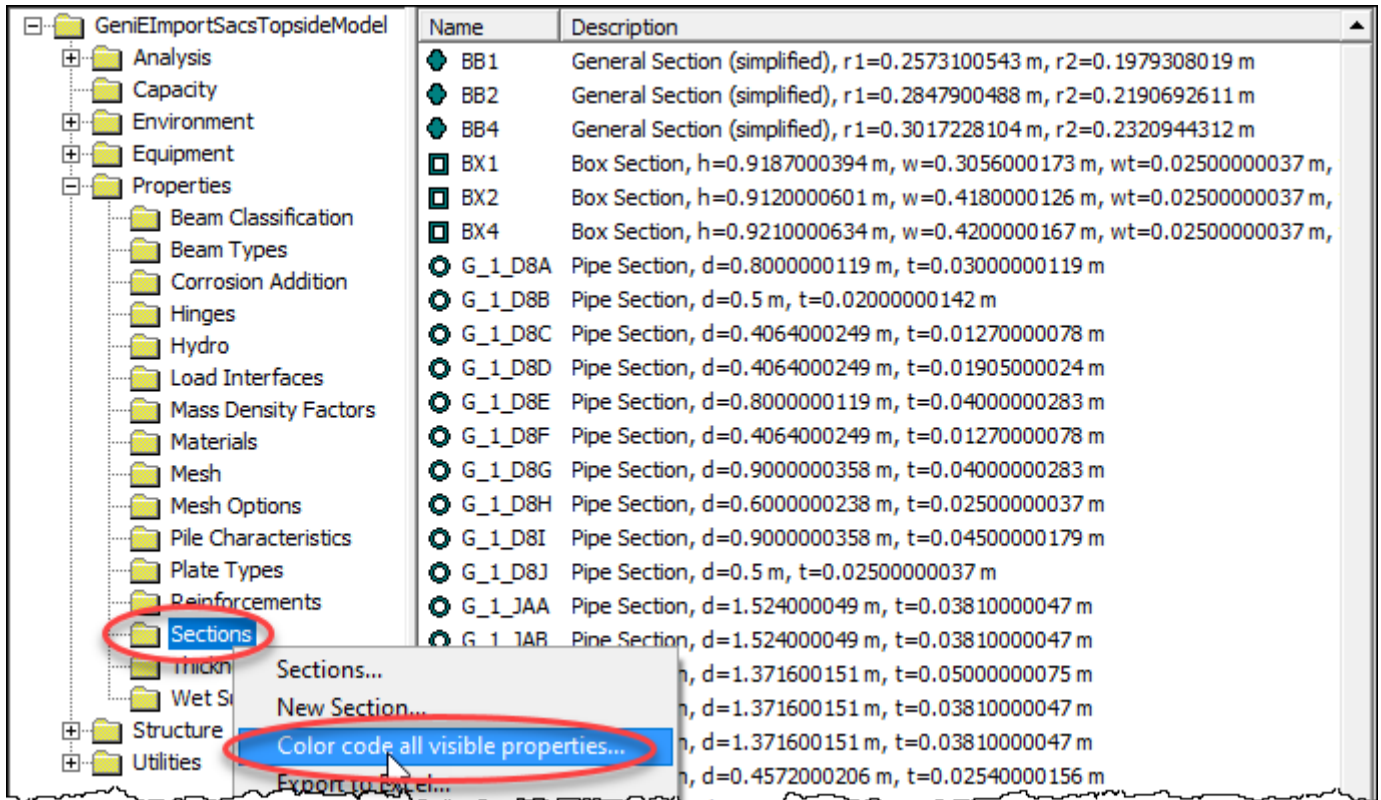 GeniEImportSacsTopsideModel
Analysis
Capacity
Environment
Equipment
Properties
Beam Classification
Beam Types
Corrosion Addition
Hinges
Hydro
Load Interfaces
Mass Density Factors
Materials
Mesh
Mesh Options
Pile Characteristics
Plate Types
Reinforcements
Sections
Thickn
Wet Su
Structure
Utilities
Name Description
BB1 General Section (simplified), r1=0.2573100543 m, r2=0.1979308019 m
BB2 General Section (simplified), r1=0.2847900488 m, r2=0.2190692611 m
BB4 General Section (simplified), r1=0.3017228104 m, r2=0.2320944312 m
BX1 Box Section, h=0.9187000394 m, w=0.3056000173 m, wt=0.02500000037 m,
BX2 Box Section, h=0.9120000601 m, w=0.4180000126 m, wt=0.02500000037 m,
BX4 Box Section, h=0.9210000634 m, w=0.4200000167 m, wt=0.02500000037 m,
G_1_D8A Pipe Section, d=0.8000000119 m, t=0.03000000119 m
G_1_D8B Pipe Section, d=0.5 m, t=0.02000000142 m
G_1_D8C Pipe Section, d=0.4064000249 m, t=0.01270000078 m
G_1_D8D Pipe Section, d=0.4064000249 m, t=0.01905000024 m
G_1_D8E Pipe Section, d=0.8000000119 m, t=0.04000000283 m
G_1_D8F Pipe Section, d=0.4064000249 m, t=0.01270000078 m
G_1_D8G Pipe Section, d=0.9000000358 m, t=0.04000000283 m
G_1_D8H Pipe Section, d=0.6000000238 m, t=0.02500000037 m
G_1_D8I Pipe Section, d=0.9000000358 m, t=0.04500000179 m
G_1_D8J Pipe Section, d=0.5 m, t=0.02500000037 m
G_1_JAA Pipe Section, d=1.524000049 m, t=0.03810000047 m
G_1_JAB Pipe Section, d=1.524000049 m, t=0.03810000047 m
n, d=1.371600151 m, t=0.05000000075 m
n, d=1.371600151 m, t=0.03810000047 m
n, d=1.371600151 m, t=0.03810000047 m
n, d=0.4572000206 m, t=0.02540000156 m
Sections...
New Section...
Color code all visible properties...
Export to Excel...